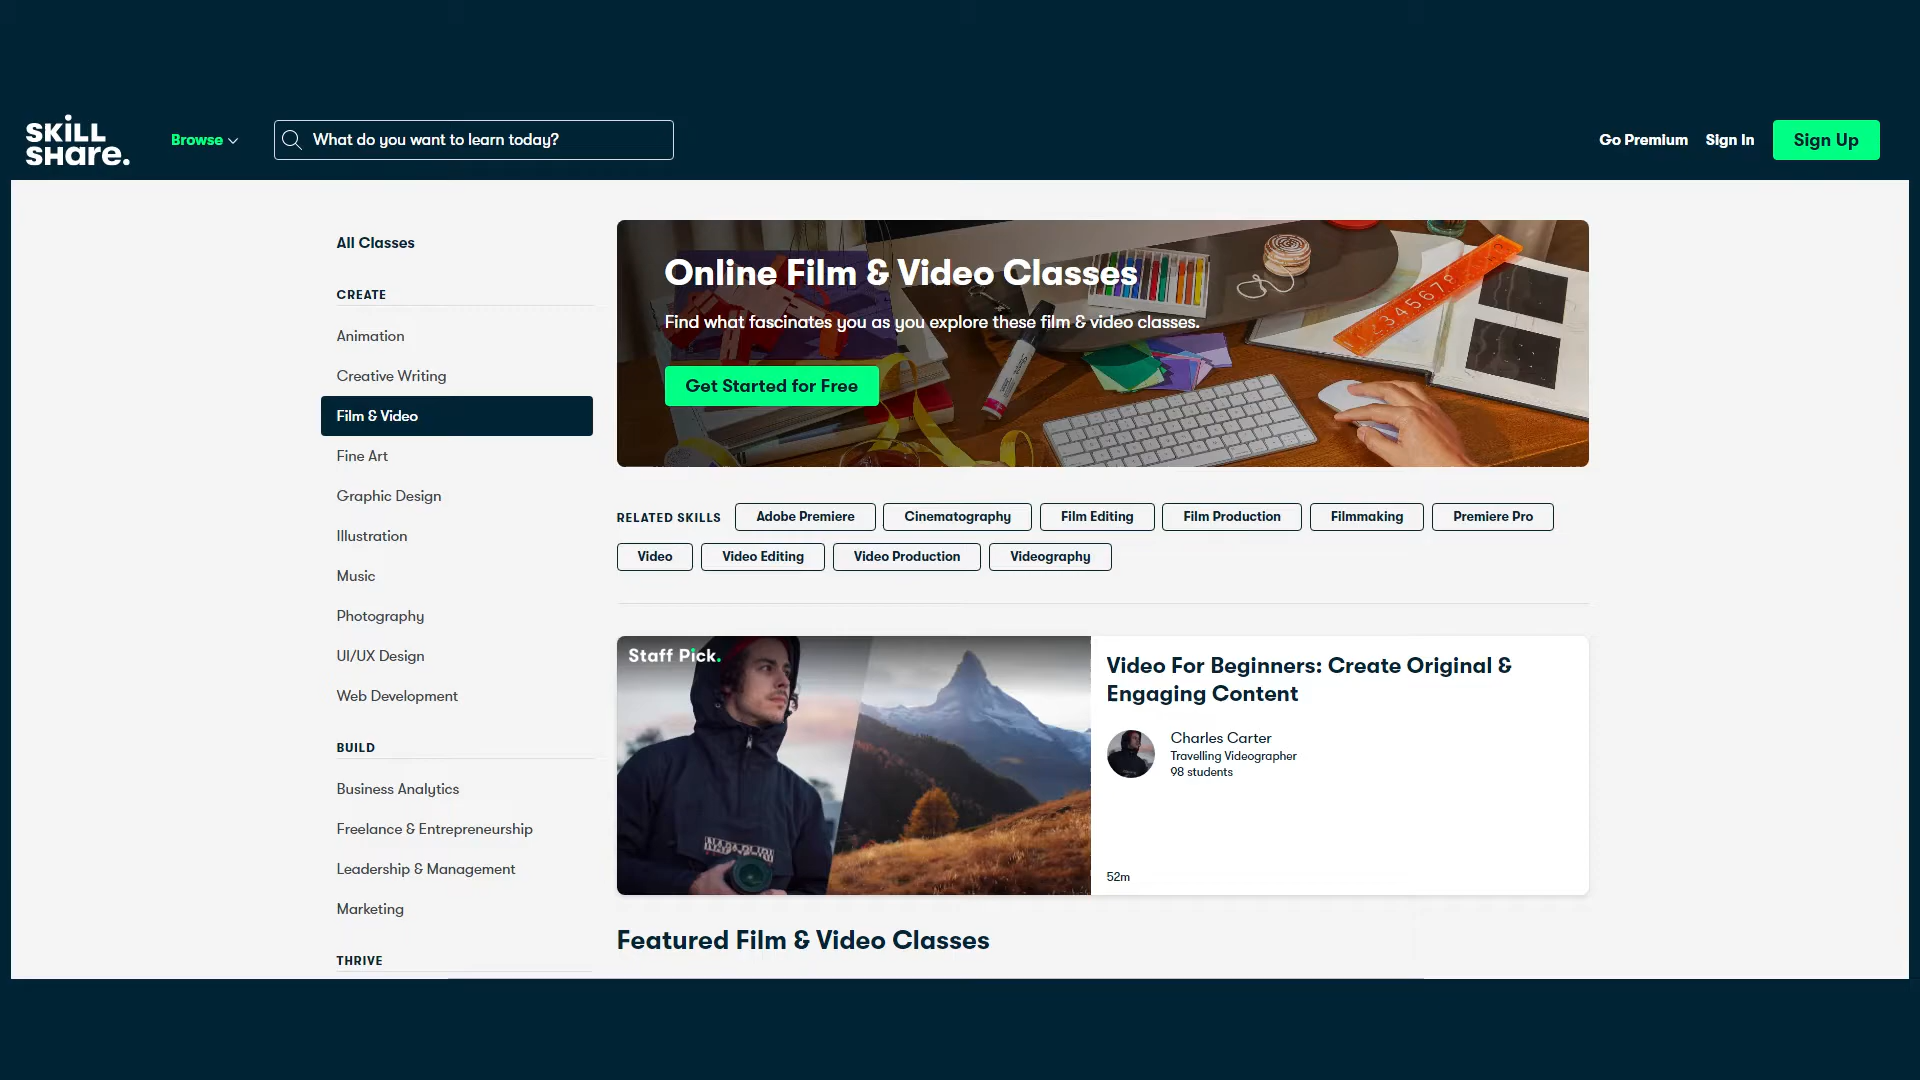 SKILL
SHARE.
Browse
What do you want to learn today?
Go Premium
Sign In
Sign Up
All Classes
CREATE
Animation
Creative Writing
Film & Video
Fine Art
Graphic Design
Illustration
Music
Photography
UI/UX Design
Web Development
BUILD
Business Analytics
Freelance & Entrepreneurship
Leadership & Management
Marketing
THRIVE
Online Film & Video Classes
Find what fascinates you as you explore these film & video classes.
Get Started for Free
RELATED SKILLS
Adobe Premiere
Cinematography
Film Editing
Film Production
Filmmaking
Premiere Pro
Video
Video Editing
Video Production
Videography
Staff Pick.
Video For Beginners: Create Original &
Engaging Content
Charles Carter
Travelling Videographer
98 students
52m
Featured Film & Video Classes